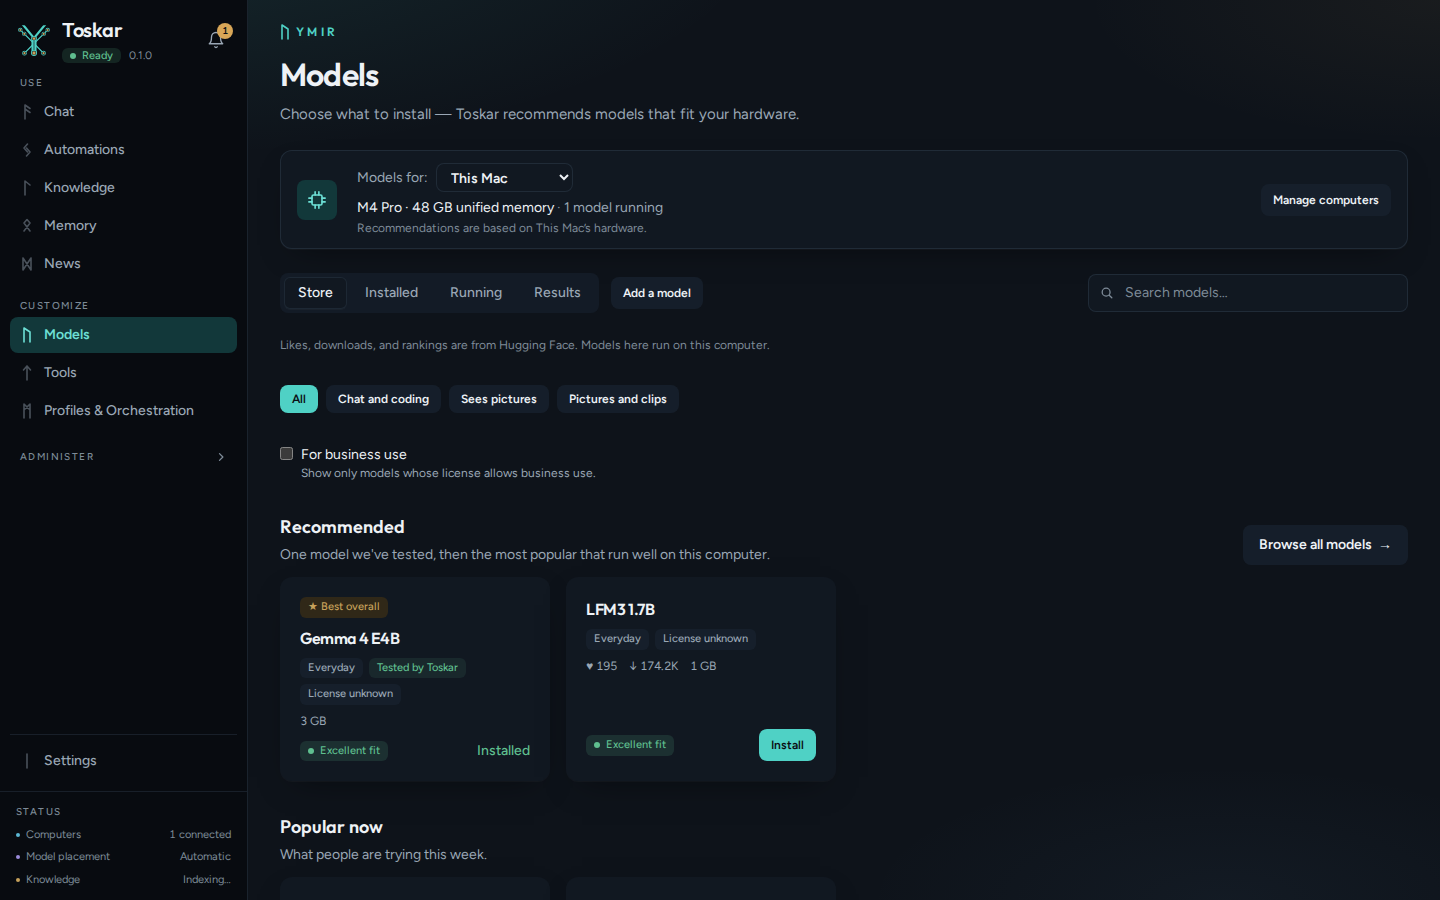 Toskar
1
Ready 0.1.0
USE
Chat
Automations
Knowledge
Memory
News
CUSTOMIZE
Models
Tools
Profiles & Orchestration
ADMINISTER
Settings
STATUS
Computers 1 connected
Model placement Automatic
Knowledge Indexing…
YMIR
Models
Choose what to install — Toskar recommends models that fit your hardware.
Models for: This Mac
M4 Pro · 48 GB unified memory · 1 model running
Recommendations are based on This Mac's hardware.
Manage computers
Store Installed Running Results Add a model Search models…
Likes, downloads, and rankings are from Hugging Face. Models here run on this computer.
All Chat and coding Sees pictures Pictures and clips
For business use
Show only models whose license allows business use.
Recommended
One model we've tested, then the most popular that run well on this computer.
Browse all models →
★ Best overall
Gemma 4 E4B
Everyday Tested by Toskar
License unknown
3 GB
Excellent fit Installed
LFM3 1.7B
Everyday License unknown
♥ 195 ↓ 174.2K 1 GB
Excellent fit Install
Popular now
What people are trying this week.